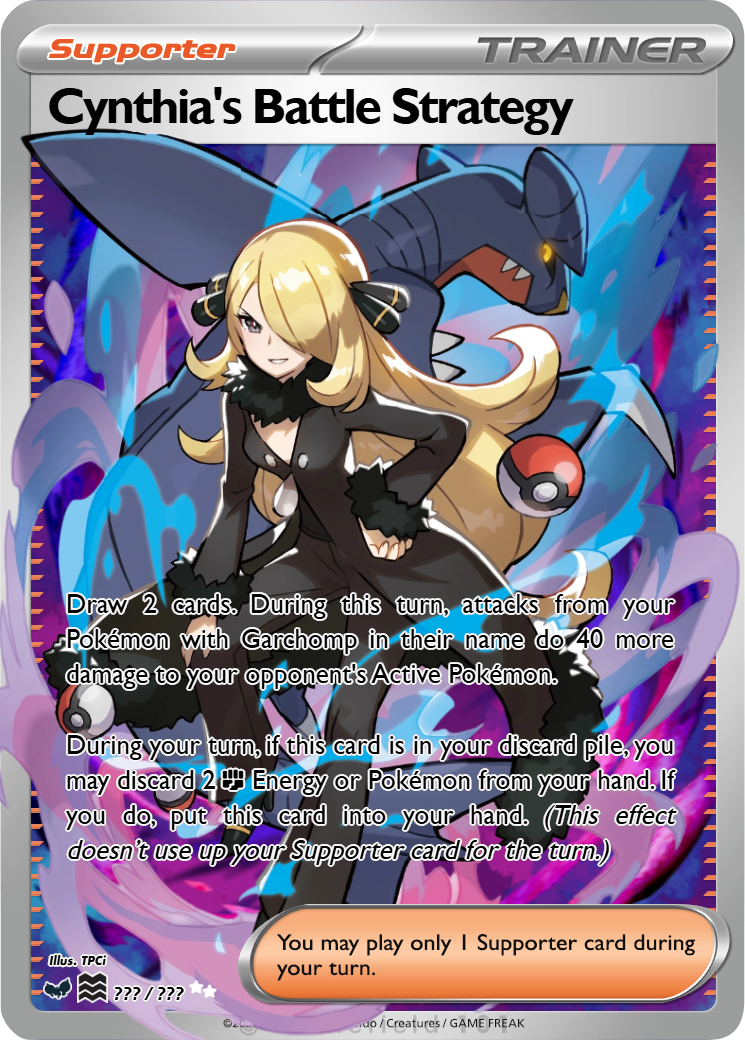 Supporter TRAINER
Cynthia's Battle Strategy
Draw 2 cards. During this turn, attacks from your
Pokémon with Garchomp in their name do 40 more
damage to your opponent's Active Pokémon.
During your turn, if this card is in your discard pile, you
may discard 2 Energy or Pokémon from your hand. If
you do, put this card into your hand. (This effect
doesn't use up your Supporter card for the turn.)
You may play only 1 Supporter card during
your turn.
Illus. TPCi
??? / ???
/ Creatures / GAME FREAK